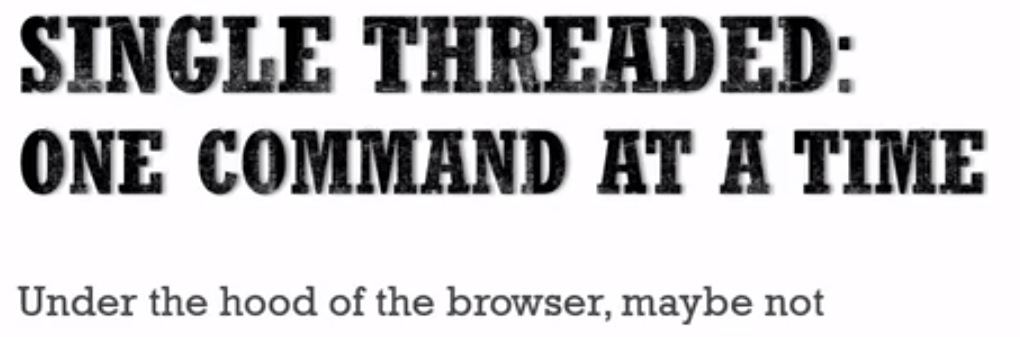 SINGLE THREADED:
ONE COMMAND AT A TIME
Under the hood of the browser, maybe not